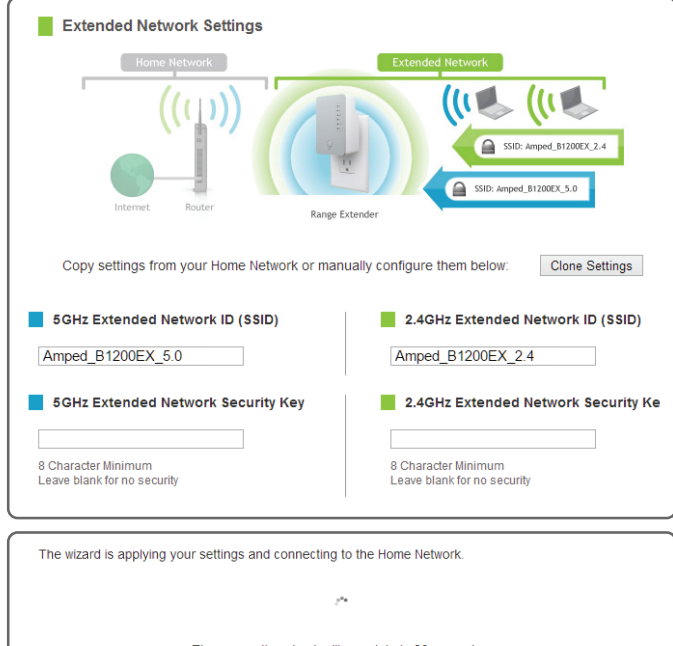 Extended Network Settings
Home Network
Extended Network
SSID: Amped_B1200EX_2.4
SSID: Amped_B1200EX_5.0
Internet
Router
Range Extender
Copy settings from your Home Network or manually configure them below:
Clone Settings
5GHz Extended Network ID (SSID)
2.4GHz Extended Network ID (SSID)
Amped_B1200EX_5.0
Amped_B1200EX_2.4
5GHz Extended Network Security Key
2.4GHz Extended Network Security Ke
8 Character Minimum
Leave blank for no security
8 Character Minimum
Leave blank for no security
The wizard is applying your settings and connecting to the Home Network.